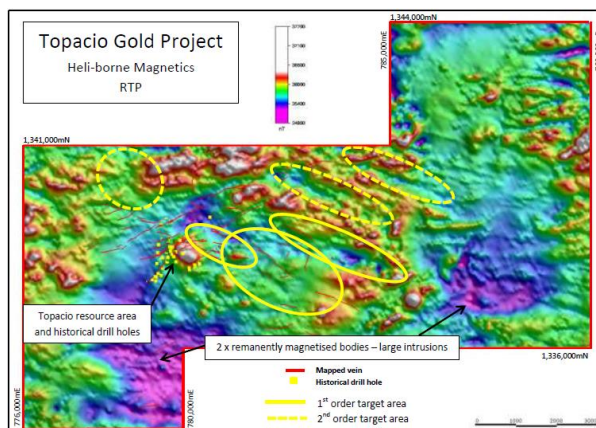 Topacio Gold Project
Heli-borne Magnetics
RTP
nT
1,344,000mN
785,000mE
1,341,000mN
Topacio resource area
and historical drill holes
2 x remanently magnetised bodies – large intrusions
1,336,000mN
776,000mE
780,000mE
Mapped vein
Historical drill hole
1st order target area
2nd order target area